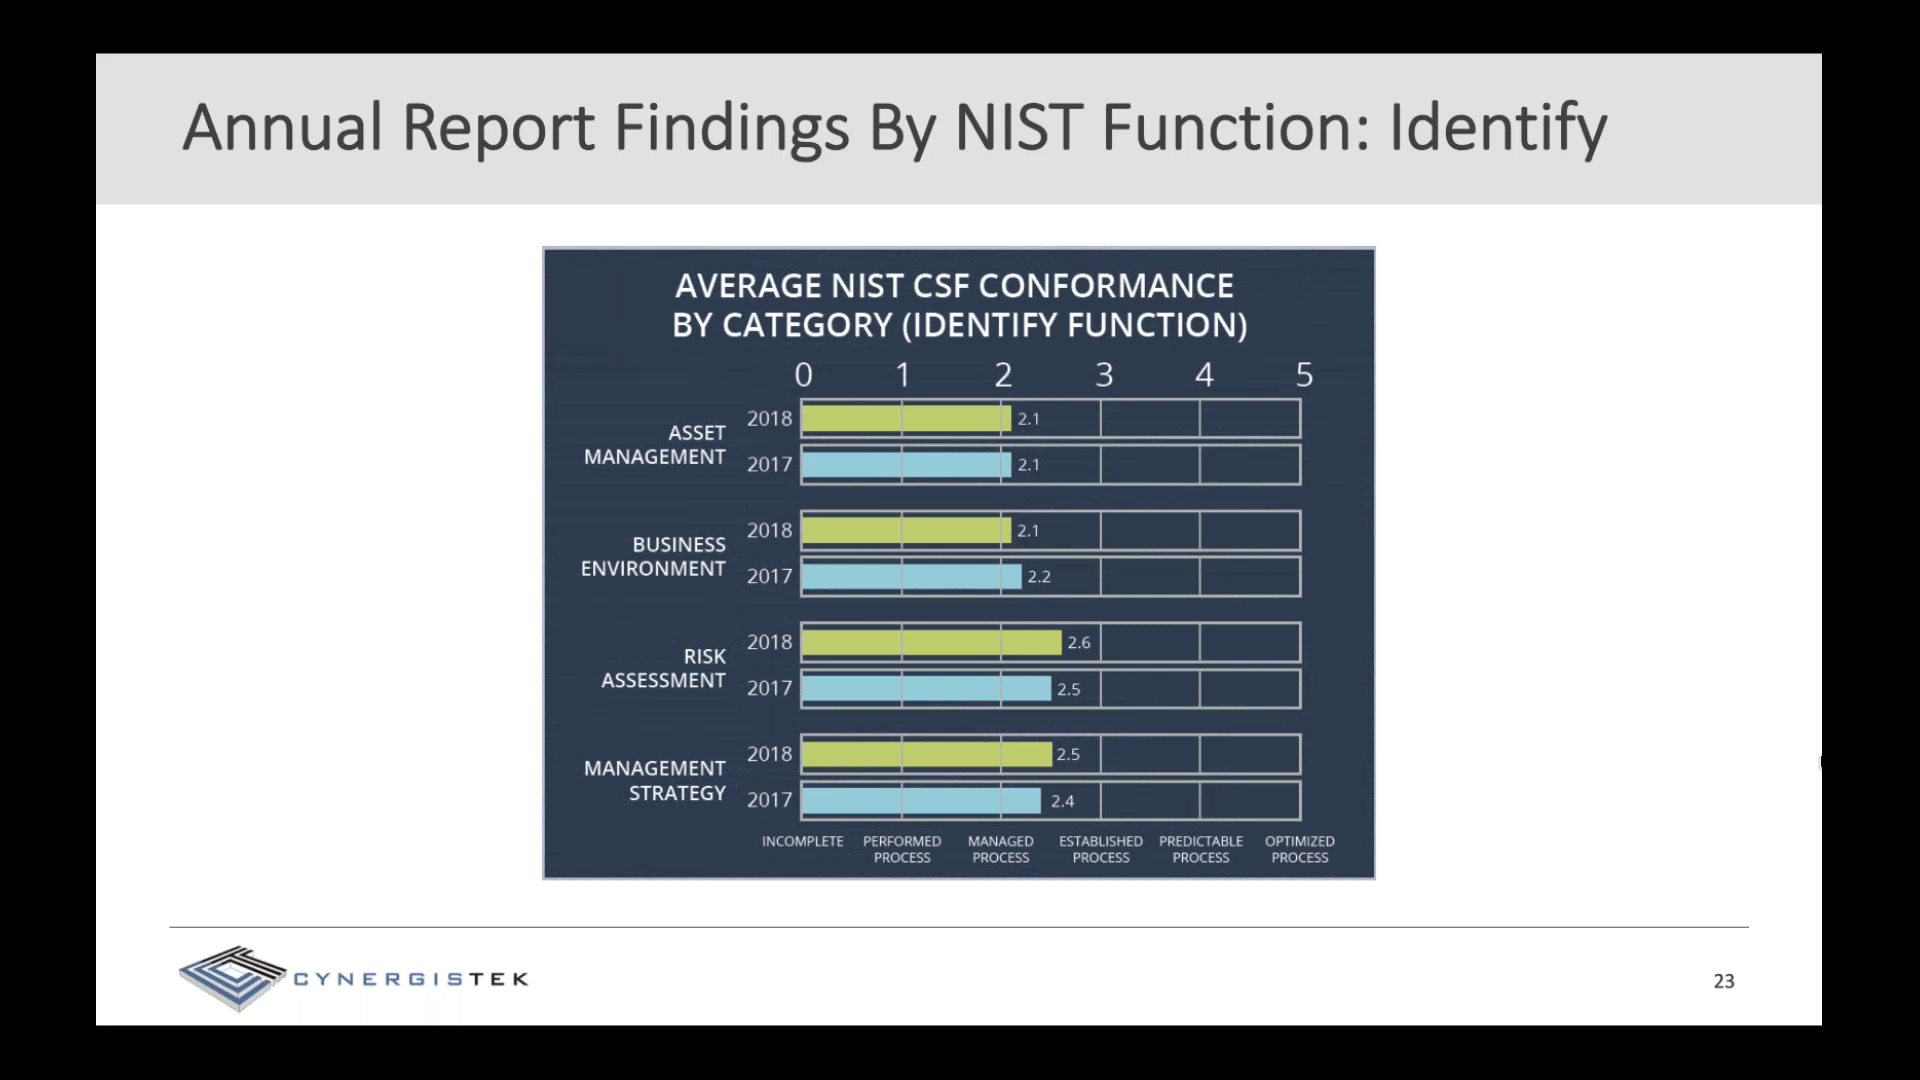 Annual Report Findings By NIST Function: Identify
AVERAGE NIST CSF CONFORMANCE
BY CATEGORY (IDENTIFY FUNCTION)
0 1 2 3 4 5
ASSET
MANAGEMENT
2018 2.1
2017 2.1
BUSINESS
ENVIRONMENT
2018 2.1
2017 2.2
RISK
ASSESSMENT
2018 2.6
2017 2.5
MANAGEMENT
STRATEGY
2018 2.5
2017 2.4
INCOMPLETE
PERFORMED
PROCESS
MANAGED
PROCESS
ESTABLISHED
PROCESS
PREDICTABLE
PROCESS
OPTIMIZED
PROCESS
CYNERGISTEK
23